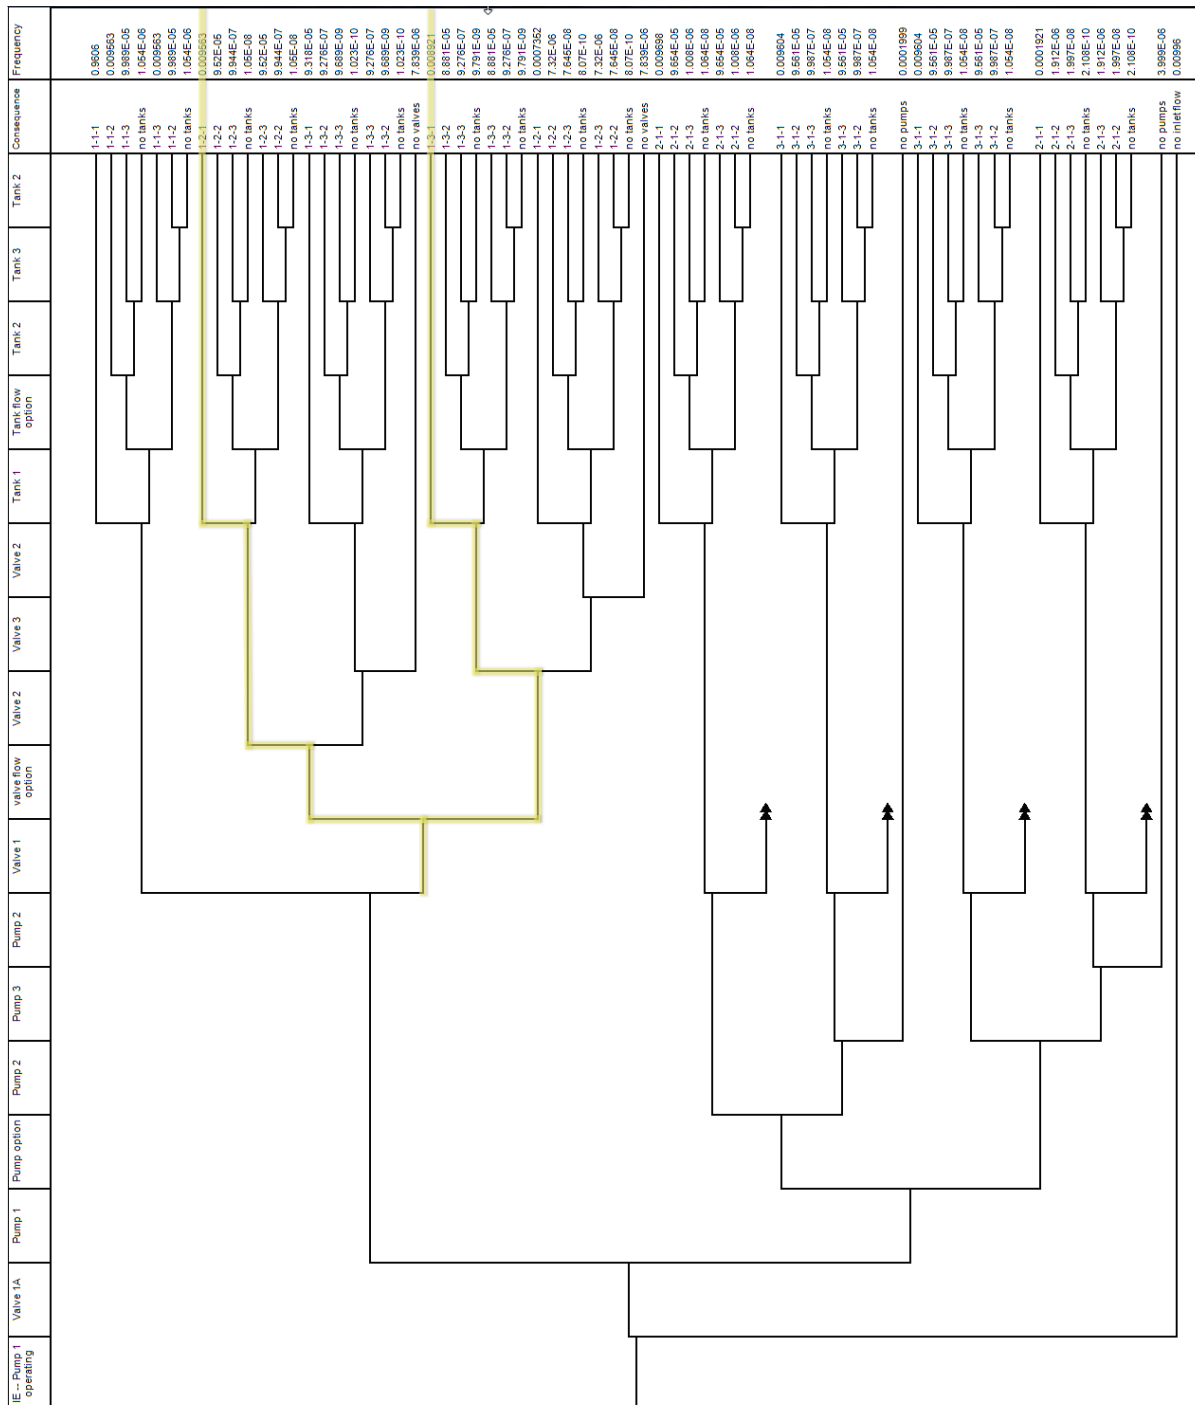 IE -- Pump 1 operating
Valve 1A
Pump 1
Pump option
Pump 2
Pump 3
Pump 2
Valve 1
valve flow option
Valve 2
Valve 3
Valve 2
Tank 1
Tank flow option
Tank 2
Tank 3
Tank 2
Consequence
Frequency
1-1-1 0.9606
1-1-2 0.009563
1-1-3 9.989E-05
no tanks 1.054E-06
1-1-3 0.009563
1-1-2 9.989E-05
no tanks 1.054E-06
1-2-1 0.009563
1-2-2 9.52E-05
1-2-3 9.944E-07
no tanks 1.05E-08
1-2-3 9.52E-05
1-2-2 9.944E-07
no tanks 1.05E-08
1-3-1 9.318E-05
1-3-2 9.276E-07
1-3-3 9.689E-09
no tanks 1.023E-10
1-3-3 9.276E-07
1-3-2 9.689E-09
no tanks 1.023E-10
no valves 7.839E-06
1-3-1 0.0008921
1-3-2 8.881E-05
1-3-3 9.276E-07
no tanks 9.791E-09
1-3-3 8.881E-05
1-3-2 9.276E-07
no tanks 9.791E-09
1-2-1 0.0007352
1-2-2 7.32E-06
1-2-3 7.645E-08
no tanks 8.07E-10
1-2-3 7.32E-06
1-2-2 7.645E-08
no tanks 8.07E-10
no valves 7.839E-06
2-1-1 0.009698
2-1-2 9.654E-05
2-1-3 1.008E-06
no tanks 1.064E-08
2-1-3 9.654E-05
2-1-2 1.008E-06
no tanks 1.064E-08
3-1-1 0.009604
3-1-2 9.561E-05
3-1-3 9.987E-07
no tanks 1.054E-08
3-1-3 9.561E-05
3-1-2 9.987E-07
no tanks 1.054E-08
no pumps 0.0001999
3-1-1 0.009604
3-1-2 9.561E-05
3-1-3 9.987E-07
no tanks 1.054E-08
3-1-3 9.561E-05
3-1-2 9.987E-07
no tanks 1.054E-08
2-1-1 0.0001921
2-1-2 1.912E-06
2-1-3 1.997E-08
no tanks 2.108E-10
2-1-3 1.912E-06
2-1-2 1.997E-08
no tanks 2.108E-10
no pumps 3.999E-06
no inlet flow 0.00996